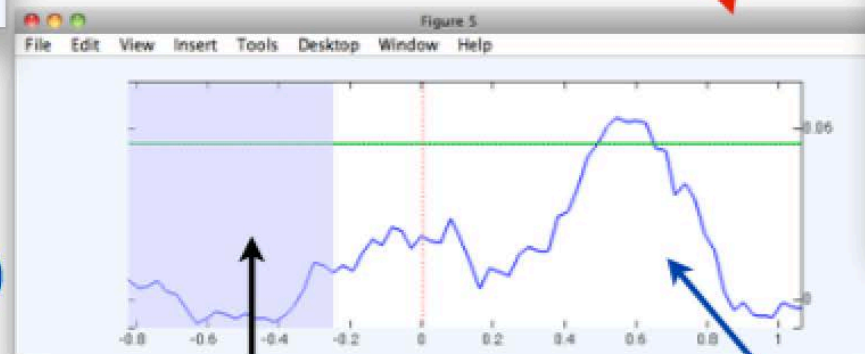 Figure 5
File Edit View Insert Tools Desktop Window Help
0.06
0
-0.8 -0.6 -0.4 -0.2 0 0.2 0.4 0.6 0.8 1